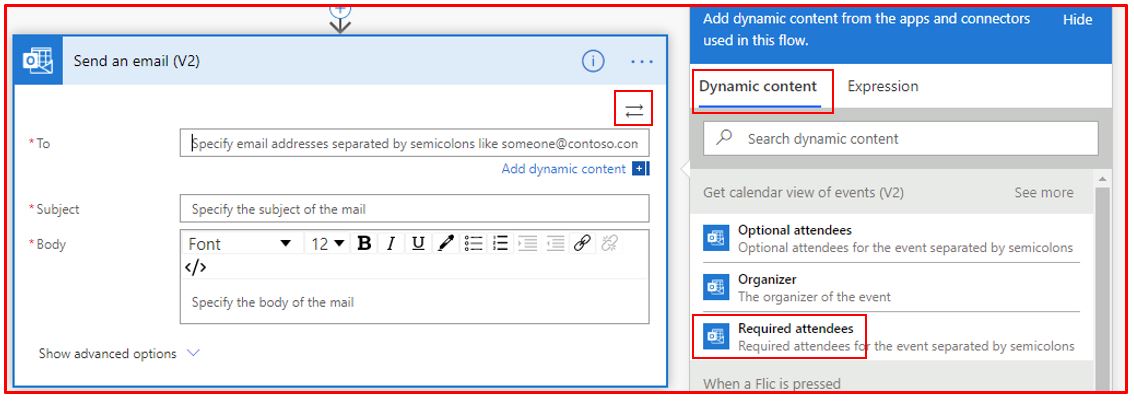 Send an email (V2)
* To
Specify email addresses separated by semicolons like someone@contoso.com
Add dynamic content
* Subject
Specify the subject of the mail
* Body
Font 12 B I U
</>
Specify the body of the mail
Show advanced options
Add dynamic content from the apps and connectors
used in this flow.
Hide
Dynamic content
Expression
Search dynamic content
Get calendar view of events (V2)
See more
Optional attendees
Optional attendees for the event separated by semicolons
Organizer
The organizer of the event
Required attendees
Required attendees for the event separated by semicolons
When a Flic is pressed